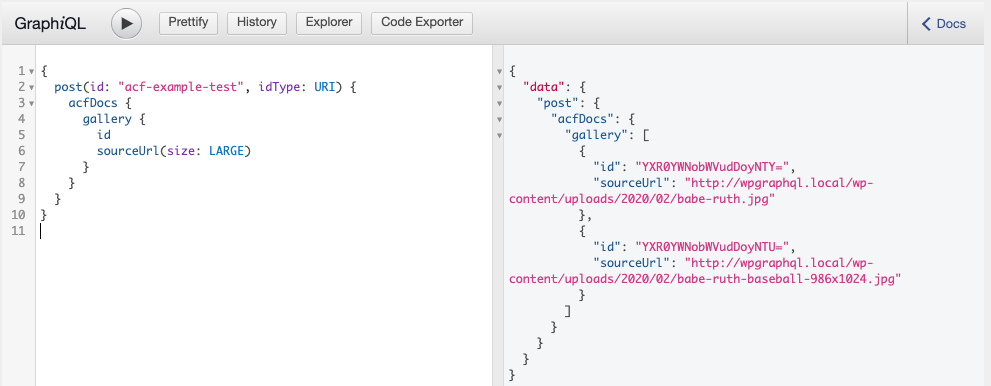 GraphiQL Prettify History Explorer Code Exporter Docs
1 {
2 post(id: "acf-example-test", idType: URI) {
3 acfDocs {
4 gallery {
5 id
6 sourceUrl(size: LARGE)
7 }
8 }
9 }
10 }
11
{
"data": {
"post": {
"acfDocs": {
"gallery": [
{
"id": "YXR0YWNobWVudDoyNTY=",
"sourceUrl": "http://wpgraphql.local/wp-
content/uploads/2020/02/babe-ruth.jpg"
},
{
"id": "YXR0YWNobWVudDoyNTU=",
"sourceUrl": "http://wpgraphql.local/wp-
content/uploads/2020/02/babe-ruth-baseball-986x1024.jpg"
}
]
}
}
}
}